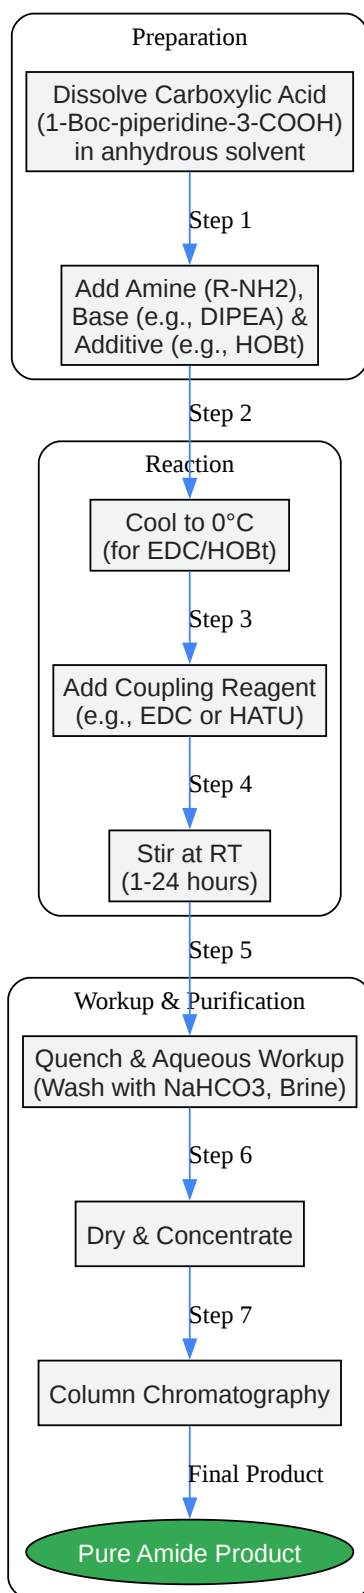 Preparation
Dissolve Carboxylic Acid
(1-Boc-piperidine-3-COOH)
in anhydrous solvent
Step 1
Add Amine (R-NH2),
Base (e.g., DIPEA) &
Additive (e.g., HOBt)
Step 2
Reaction
Cool to 0°C
(for EDC/HOBt)
Step 3
Add Coupling Reagent
(e.g., EDC or HATU)
Step 4
Stir at RT
(1-24 hours)
Step 5
Workup & Purification
Quench & Aqueous Workup
(Wash with NaHCO3, Brine)
Step 6
Dry & Concentrate
Step 7
Column Chromatography
Final Product
Pure Amide Product